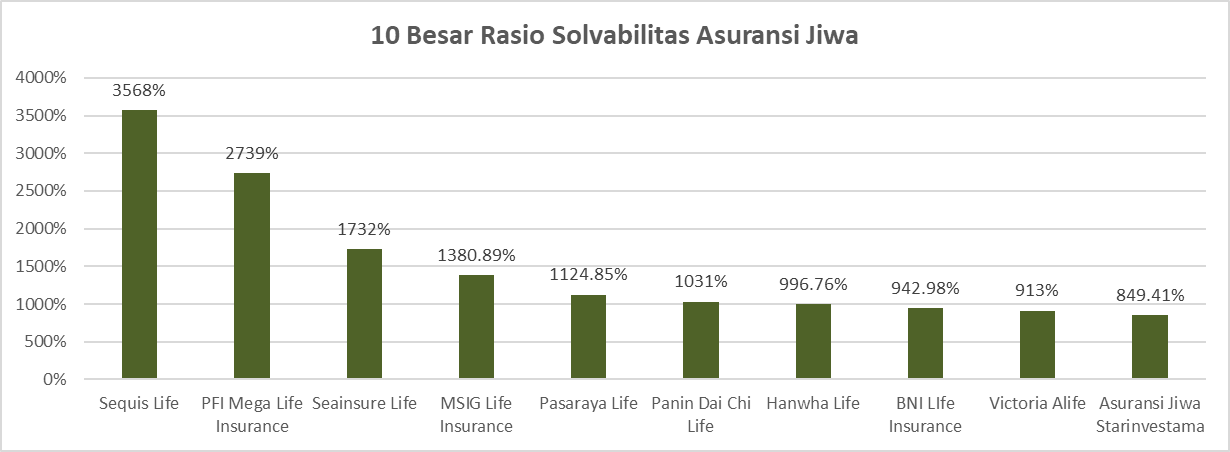 10 Besar Rasio Solvabilitas Asuransi Jiwa
4000%
3500%
3000%
2500%
2000%
1500%
1000%
500%
0%
3568%
2739%
1732%
1380.89%
1124.85%
1031%
996.76%
942.98%
913%
849.41%
Sequis Life
PFI Mega Life
Insurance
Seainsure Life
MSIG Life
Insurance
Pasaraya Life
Panin Dai Chi
Life
Hanwha Life
BNI LIfe
Insurance
Victoria Alife
Asuransi Jiwa
Starinvestama